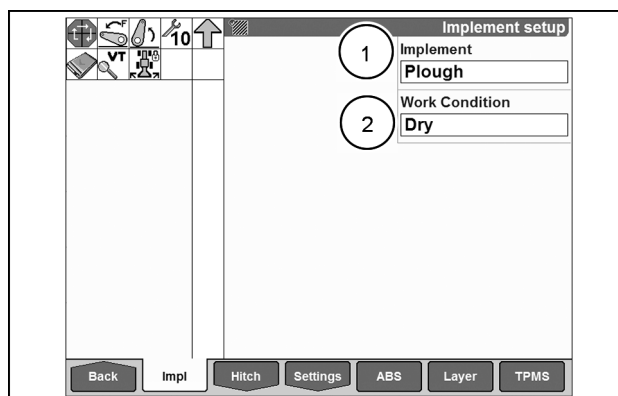 Implement setup
F
10
VT
1
Implement
Plough
2
Work Condition
Dry
Back
Impl
Hitch
Settings
ABS
Layer
TPMS